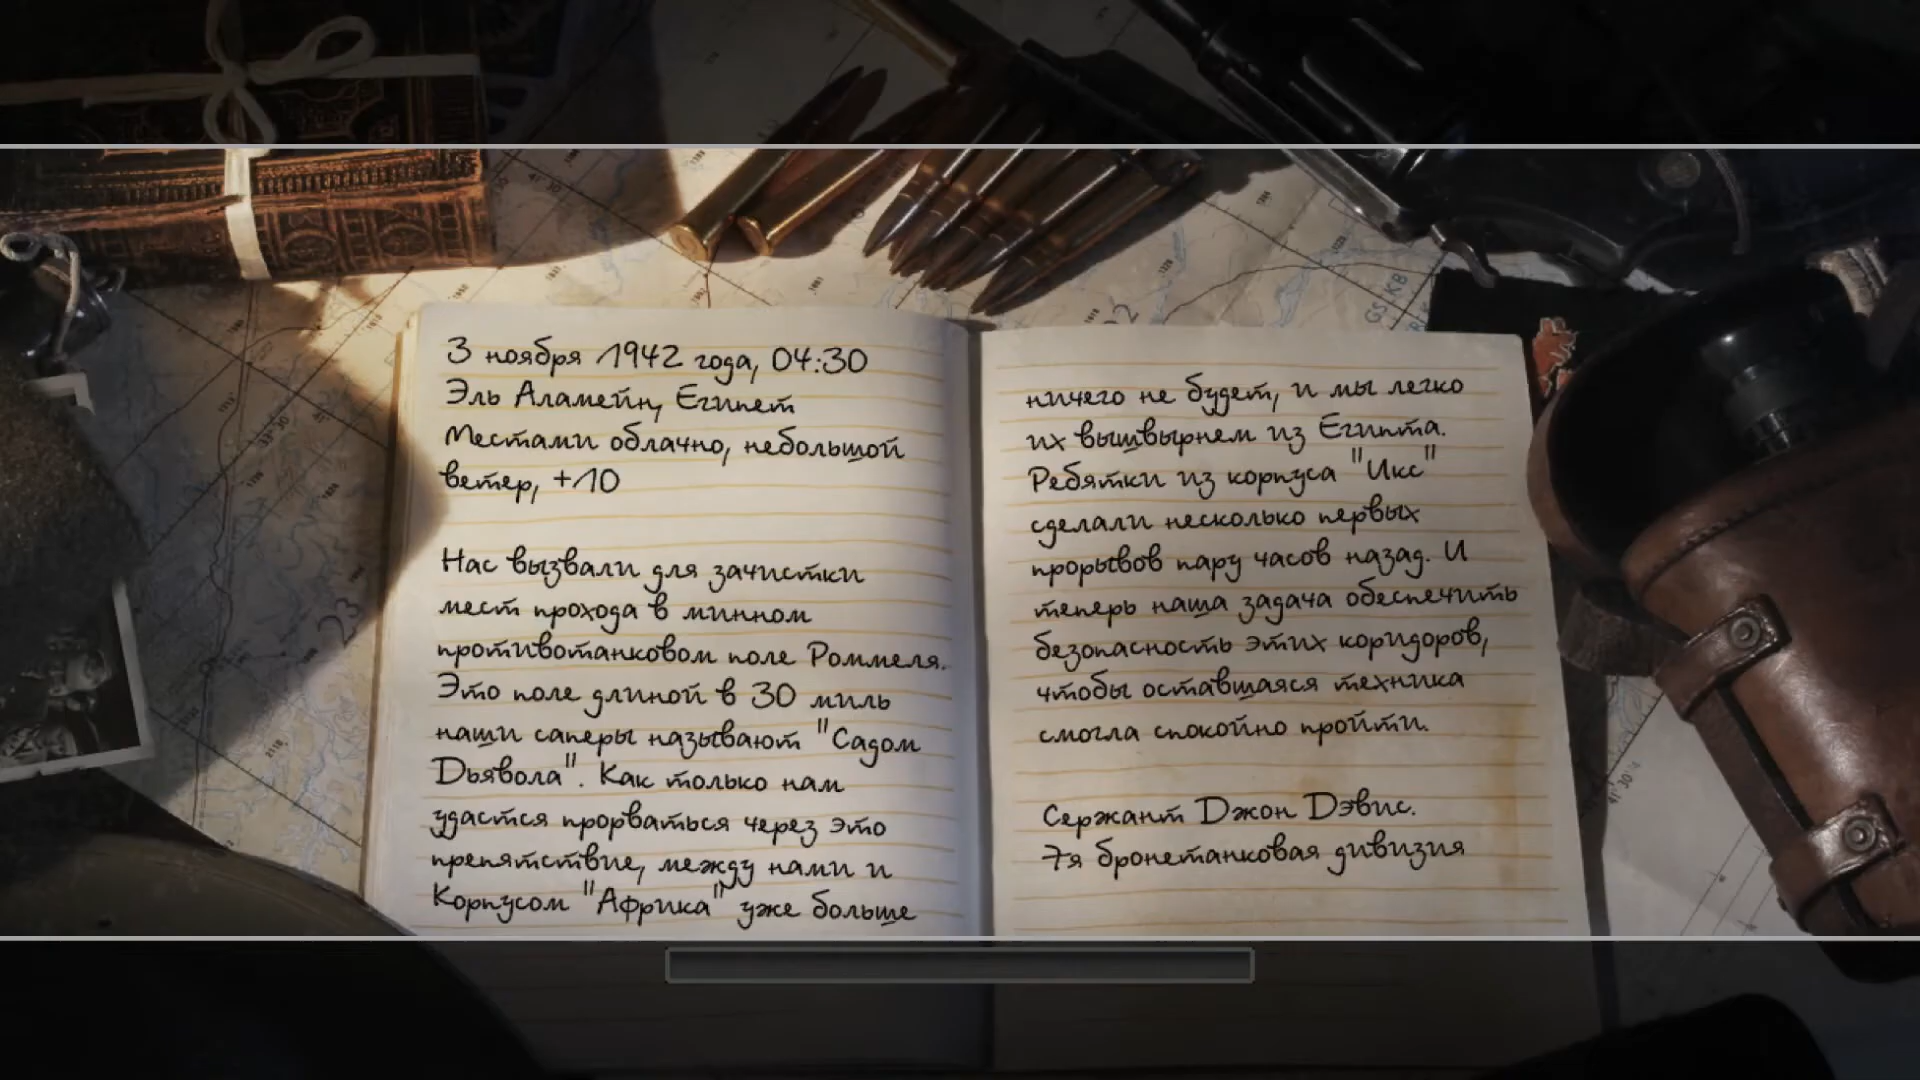 3 ноября 1942 года, 04:30
Эль Аламейн, Египет
Местами облачно, небольшой
ветер, +10
Нас вызвали для зачистки
мест прохода в минном
противотанковом поле Роммеля.
Это поле длиной в 30 миль
наши саперы называют "Садом
Дьявола". Как только нам
удастся прорваться через это
препятствие, между нами и
Корпусом "Африка" уже больше
ничего не будет, и мы легко
их вышвырнем из Египта.
Ребятки из корпуса "Икс"
сделали несколько первых
прорывов пару часов назад. И
теперь наша задача обеспечить
безопасность этих коридоров,
чтобы оставшаяся техника
смогла спокойно пройти.
Сержант Джон Дэвис.
7я бронетанковая дивизия